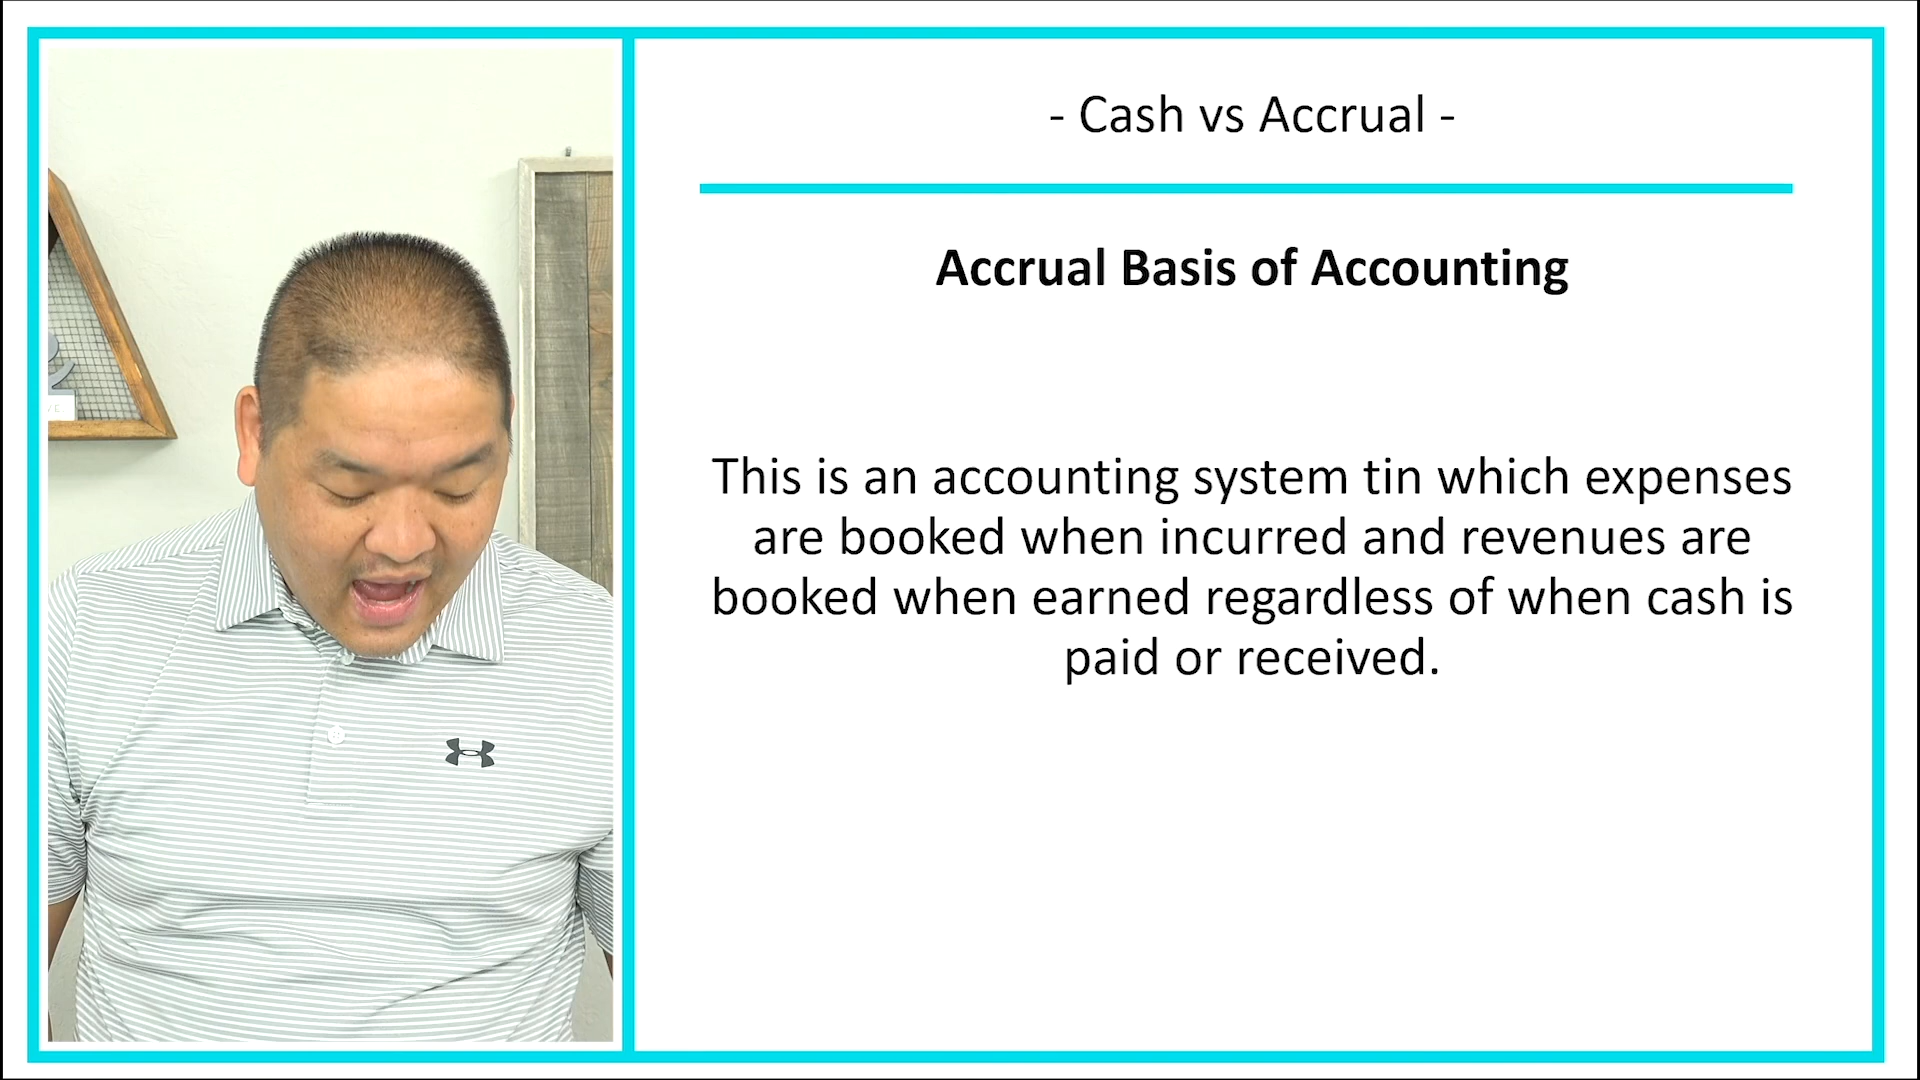 - Cash vs Accrual -
Accrual Basis of Accounting
This is an accounting system tin which expenses
are booked when incurred and revenues are
booked when earned regardless of when cash is
paid or received.